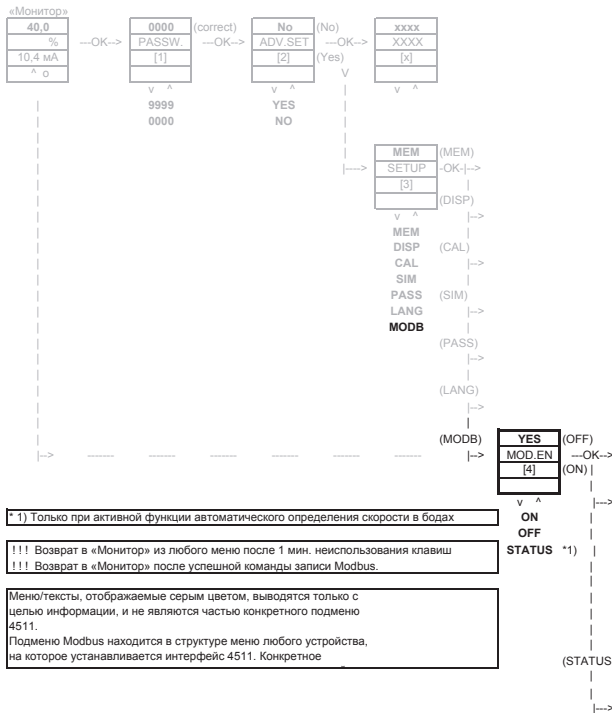 «Монитор»
40,0 0000 (correct) No (No) xxxx
% ---OK--> PASSW. ---OK--> ADV.SET ---OK--> XXXX
10,4 мА [1] [2] (Yes) [x]
^ o V
v ^ v ^ | v ^
| 9999 YES |
| 0000 NO |
MEM (MEM)
|----> SETUP -OK-|-->
[3] |
(DISP)
v ^ |-->
MEM |
DISP (CAL)
CAL |-->
SIM |
PASS (SIM)
LANG |-->
MODB |
(PASS)
|-->
|
(LANG)
|-->
|
(MODB) YES (OFF)
|--> ------- ------- ------- ------- ------- ------- |--> MOD.EN ---OK-->
[4] (ON) |
|
v ^ |--->
* 1) Только при активной функции автоматического определения скорости в бодах ON |
OFF |
!!! Возврат в «Монитор» из любого меню после 1 мин. неиспользования клавиш STATUS *1) |
!!! Возврат в «Монитор» после успешной команды записи Modbus.
Меню/тексты, отображаемые серым цветом, выводятся только с
целью информации, и не являются частью конкретного подменю
4511.
Подменю Modbus находится в структуре меню любого устройства,
на которое устанавливается интерфейс 4511. Конкретное
(STATUS
|
|
|--->